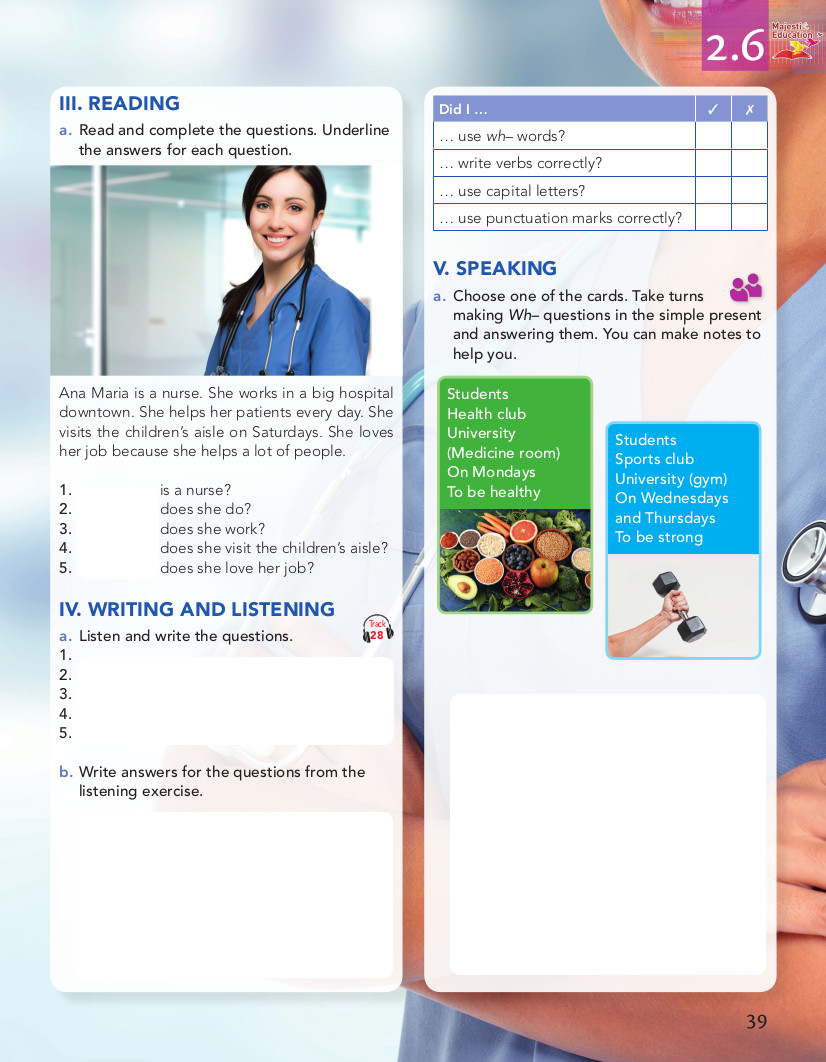 2.6
Majesti
Education
III. READING
a. Read and complete the questions. Underline
the answers for each question.
Ana Maria is a nurse. She works in a big hospital
downtown. She helps her patients every day. She
visits the children's aisle on Saturdays. She loves
her job because she helps a lot of people.
1. is a nurse?
2. does she do?
3. does she work?
4. does she visit the children's aisle?
5. does she love her job?
IV. WRITING AND LISTENING
a. Listen and write the questions.
Track
28
1.
2.
3.
4.
5.
b. Write answers for the questions from the
listening exercise.
Did I … ✓ ✗
… use wh– words?
… write verbs correctly?
… use capital letters?
… use punctuation marks correctly?
V. SPEAKING
a. Choose one of the cards. Take turns
making Wh– questions in the simple present
and answering them. You can make notes to
help you.
Students
Health club
University
(Medicine room)
On Mondays
To be healthy
Students
Sports club
University (gym)
On Wednesdays
and Thursdays
To be strong
39